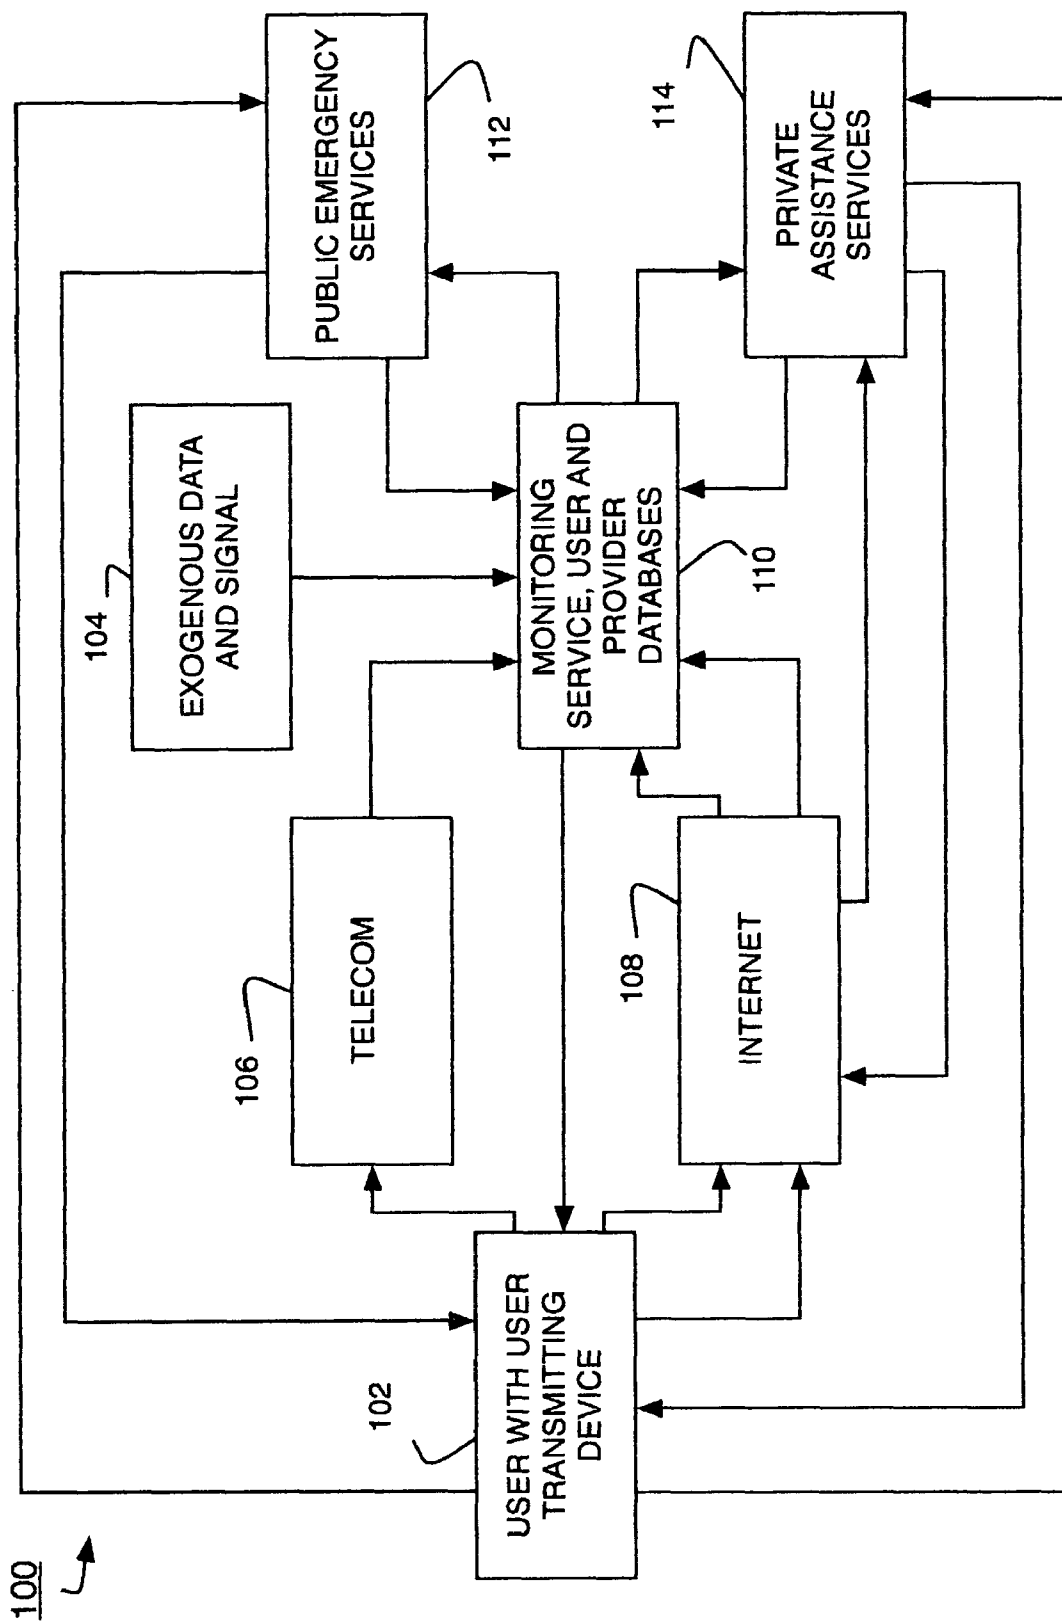 100
102
USER WITH USER
TRANSMITTING
DEVICE
106
TELECOM
108
INTERNET
104
EXOGENOUS DATA
AND SIGNAL
MONITORING
SERVICE, USER AND
PROVIDER
DATABASES
110
PUBLIC EMERGENCY
SERVICES
112
114
PRIVATE
ASSISTANCE
SERVICES